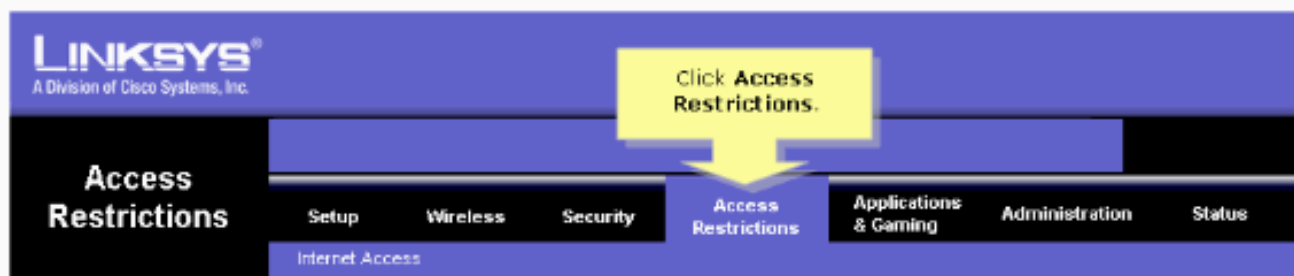 LINKSYS®
A Division of Cisco Systems, Inc.
Click Access
Restrictions.
Access
Restrictions
Setup
Wireless
Security
Access
Restrictions
Applications
& Gaming
Administration
Status
Internet Access